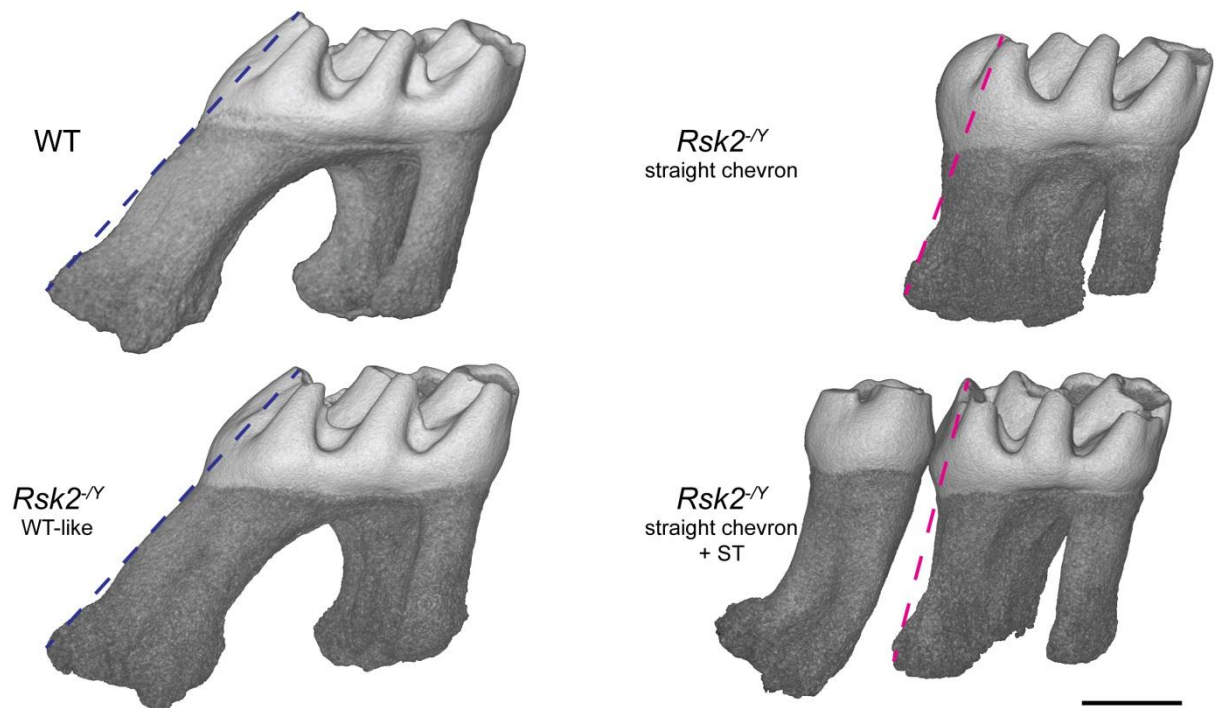 WT
Rsk2-/Y
straight chevron
Rsk2-/Y
WT-like
Rsk2-/Y
straight chevron
+ ST